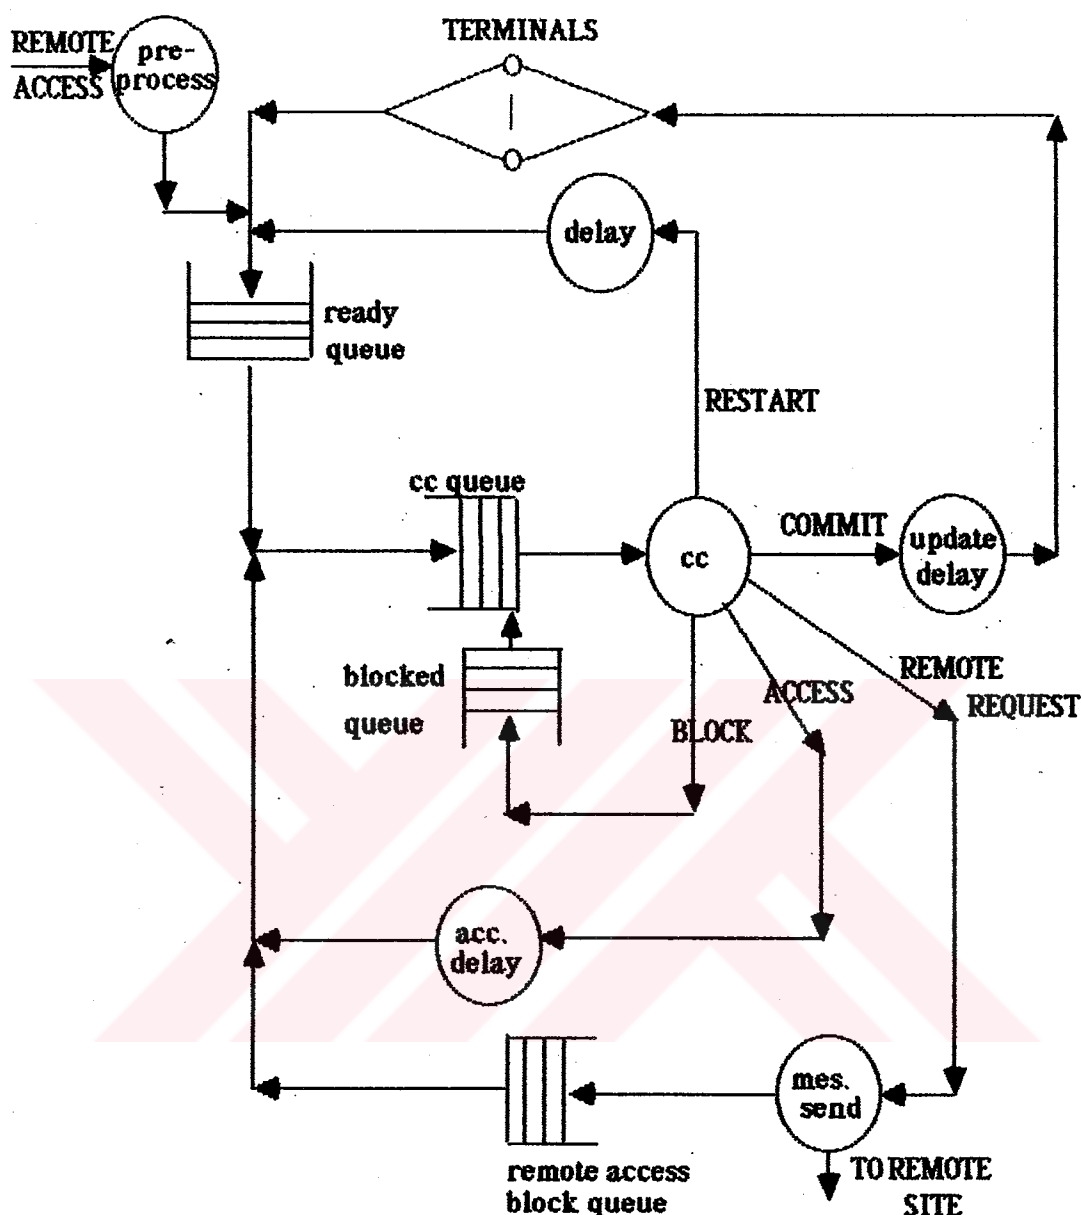 TERMINALS
REMOTE
ACCESS
pre-
process
delay
ready
queue
RESTART
cc queue
COMMIT
cc
update
delay
blocked
queue
REMOTE
REQUEST
ACCESS
BLOCK
acc.
delay
mes.
send
remote access
block queue
TO REMOTE
SITE